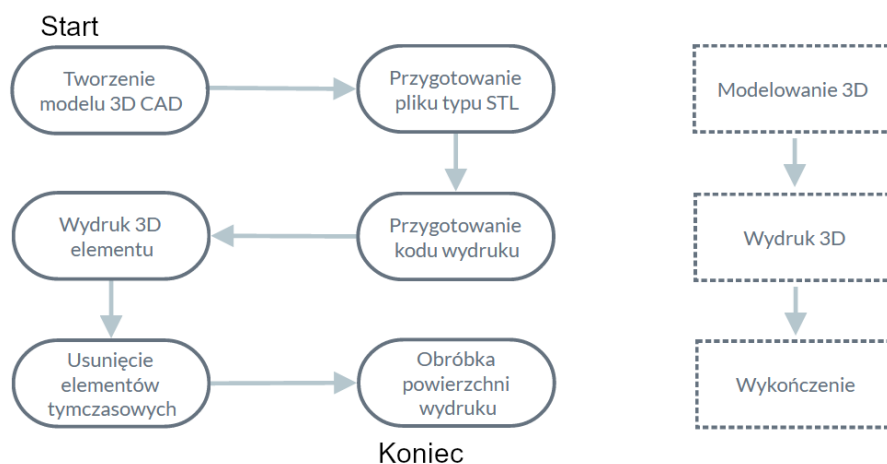 Start
Tworzenie
modelu 3D CAD
Przygotowanie
pliku typu STL
Modelowanie 3D
Wydruk 3D
elementu
Przygotowanie
kodu wydruku
Wydruk 3D
Usunięcie
elementów
tymczasowych
Obróbka
powierzchni
wydruku
Wykończenie
Koniec